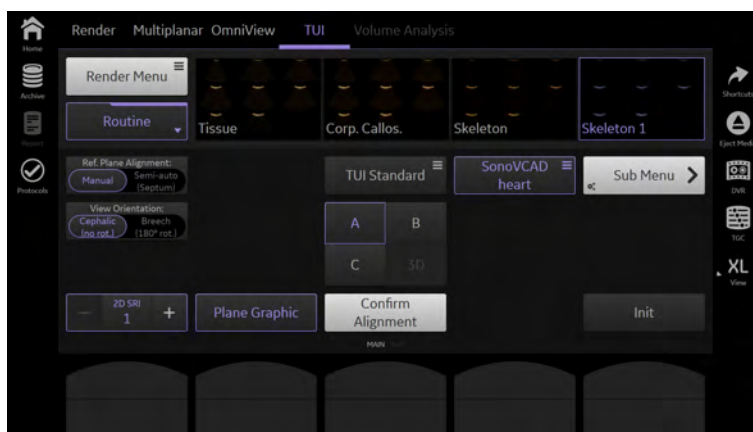 Home
Render Multiplanar OmniView TUI Volume Analysis
Archive
Render Menu
Routine
Tissue
Corp. Callos.
Skeleton
Skeleton 1
Shortcuts
Report
Eject Media
Protocols
Ref. Plane Alignment:
Manual
Semi-auto
(Septum)
TUI Standard
SonoVCAD
heart
Sub Menu
DVR
View Orientation:
Cephalic
(no rot.)
Breech
(180° rot.)
A
B
TGC
C
3D
XL
View
2D SRI
1
Plane Graphic
Confirm
Alignment
Init
MAIN